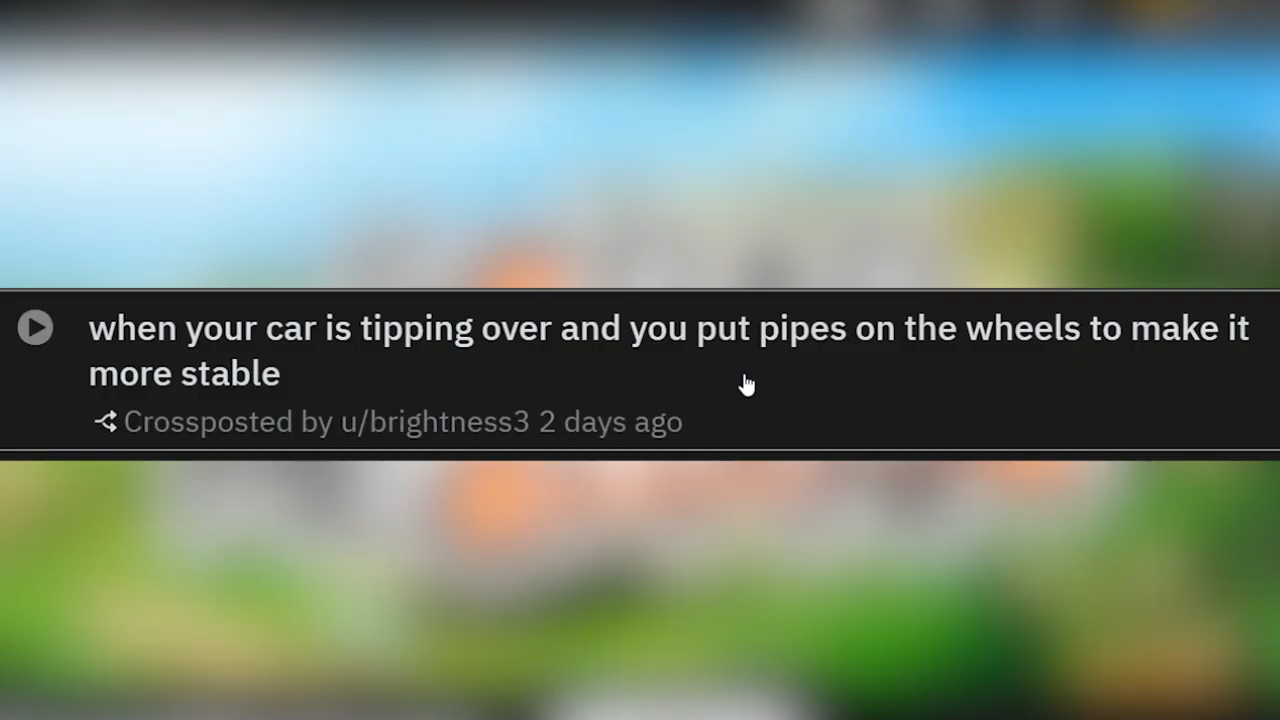 when your car is tipping over and you put pipes on the wheels to make it
more stable
Crossposted by u/brightness3 2 days ago